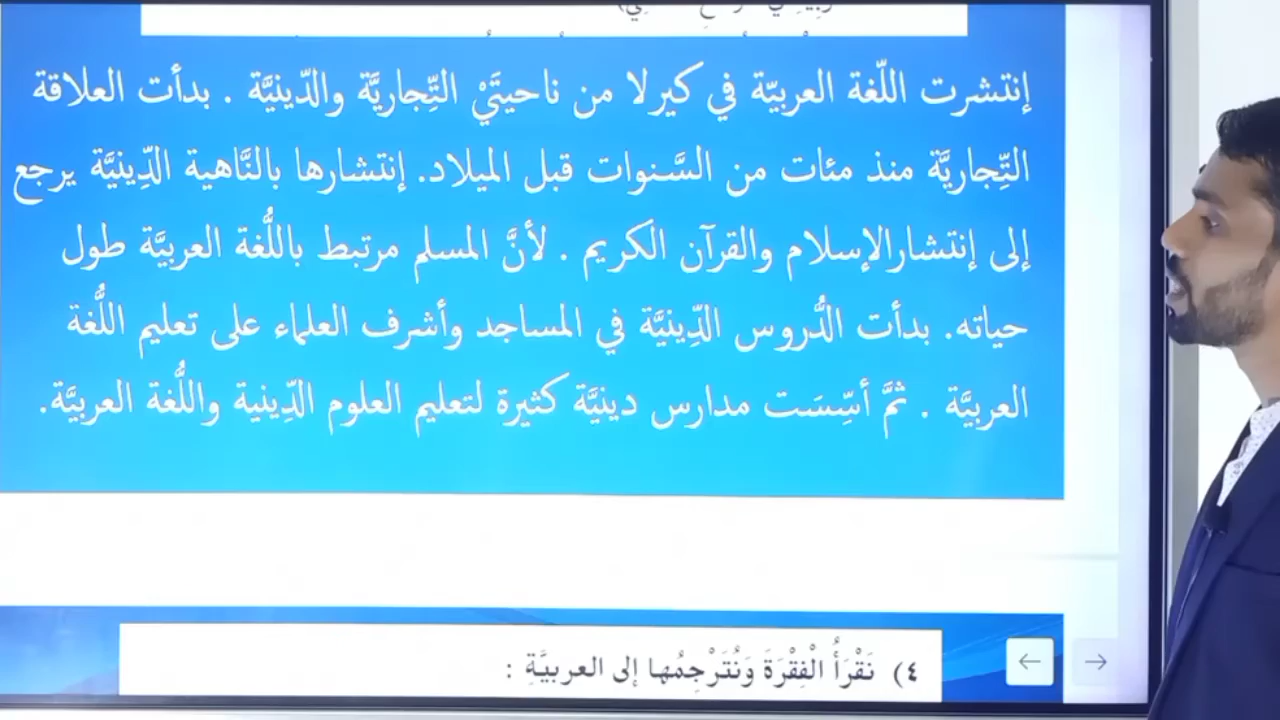 إنتشرت اللّغة العربيّة في كيرلا من ناحيتَيْ التِّجاريَّة والدّينيَّة . بدأت العلاقة
التِّجاريَّة منذ مئات من السَّنوات قبل الميلاد. إنتشارها بالنَّاهية الدِّينيَّة يرجع
إلى إنتشارالإسلام والقرآن الكريم . لأنَّ المسلم مرتبط باللُّغة العربيَّة طول
حياته. بدأت الدُّروس الدِّينيَّة في المساجد وأشرف العلماء على تعليم اللُّغة
العربيَّة . ثمَّ أسِّسَت مدارس دينيَّة كثيرة لتعليم العلوم الدِّينية واللُّغة العربيَّة.
٤) نَقْرَأُ الْفِقْرَةَ وَنُتَرْجِمُها إلى العربيَّةِ :